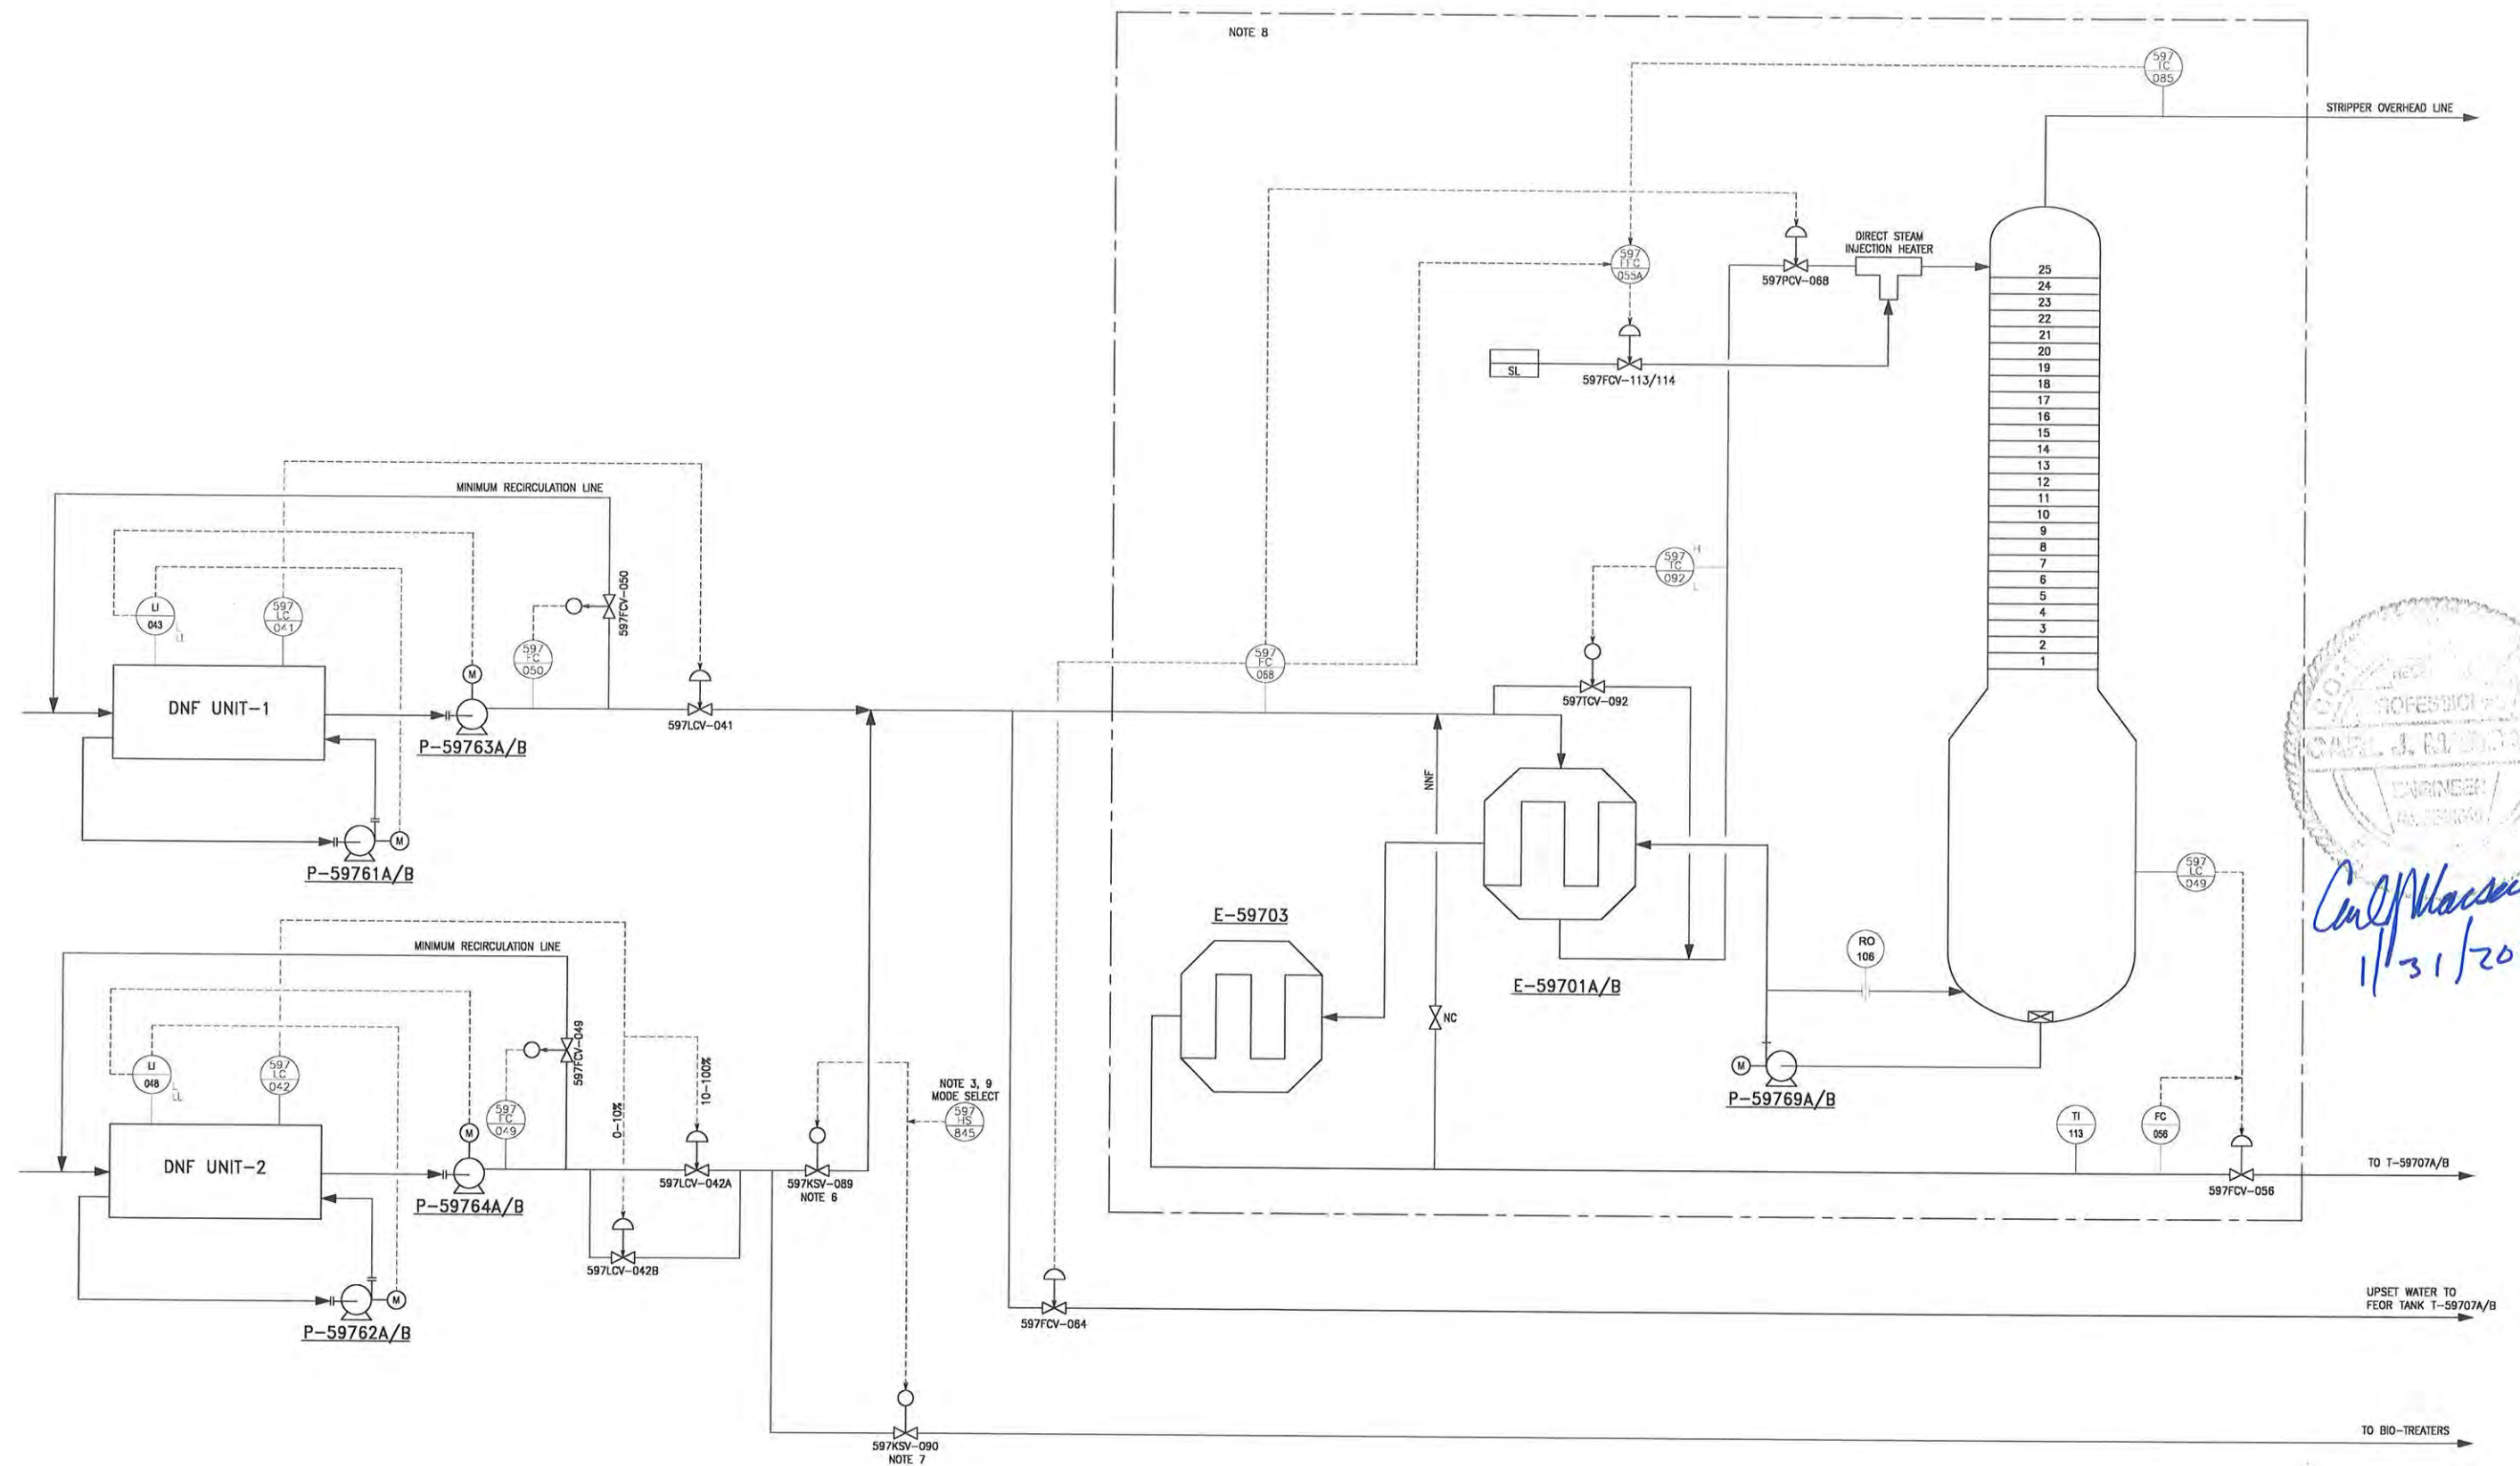 NOTE 8
597
TC
085
STRIPPER OVERHEAD LINE
DIRECT STEAM
INJECTION HEATER
597
FFC
055A
597PCV-068
SL
597FCV-113/114
25
24
23
22
21
20
19
18
17
16
15
14
13
12
11
10
9
8
7
6
5
4
3
2
1
MINIMUM RECIRCULATION LINE
LI
043
L
LL
597
LC
041
597
FC
050
597FCV-050
M
DNF UNIT-1
P-59763A/B
597LCV-041
M
P-59761A/B
597
FC
068
597
TC
092
H
L
597TCV-092
NNF
E-59701A/B
E-59703
NC
RO
106
597
LC
049
M
P-59769A/B
TI
113
FC
056
597FCV-056
TO T-59707A/B
MINIMUM RECIRCULATION LINE
LI
048
L
LL
597
LC
042
597
FC
049
597FCV-049
M
DNF UNIT-2
P-59764A/B
0-10%
10-100%
597LCV-042A
597LCV-042B
597KSV-089
NOTE 6
NOTE 3, 9
MODE SELECT
597
HS
845
M
P-59762A/B
597FCV-064
UPSET WATER TO
FEOR TANK T-59707A/B
597KSV-090
NOTE 7
TO BIO-TREATERS
CARL J.
ENGINEER
1/31/20